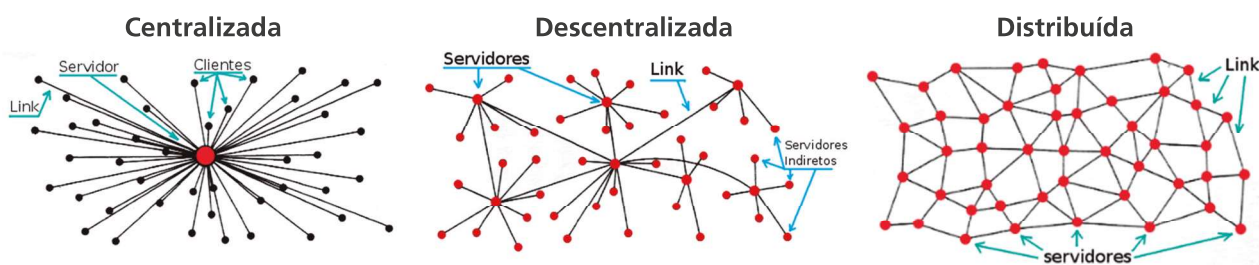 Centralizada
Servidor
Clientes
Link
Descentralizada
Servidores
Link
Servidores
Indiretos
Distribuída
Link
servidores